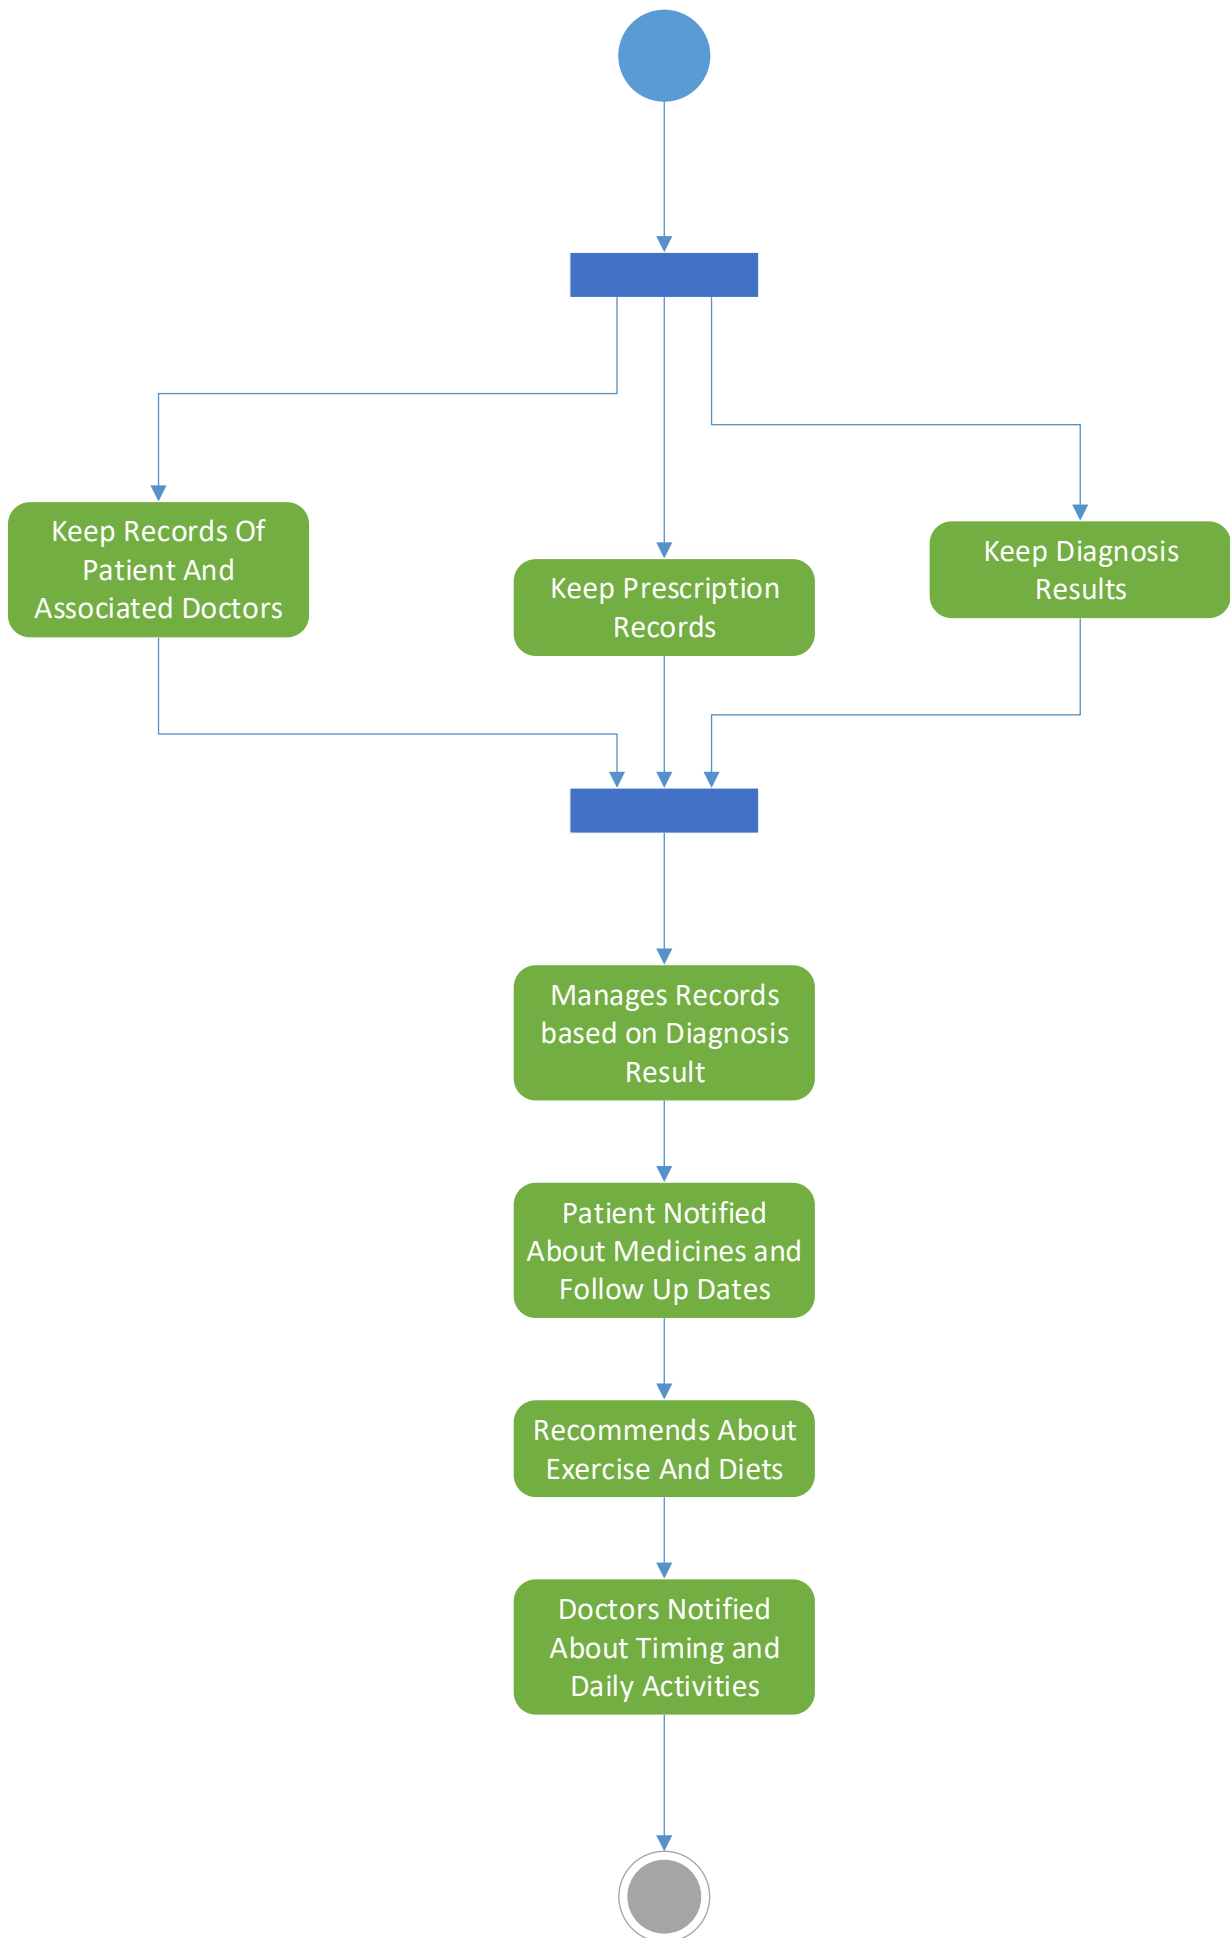 Keep Records Of
Patient And
Associated Doctors
Keep Prescription
Records
Keep Diagnosis
Results
Manages Records
based on Diagnosis
Result
Patient Notified
About Medicines and
Follow Up Dates
Recommends About
Exercise And Diets
Doctors Notified
About Timing and
Daily Activities